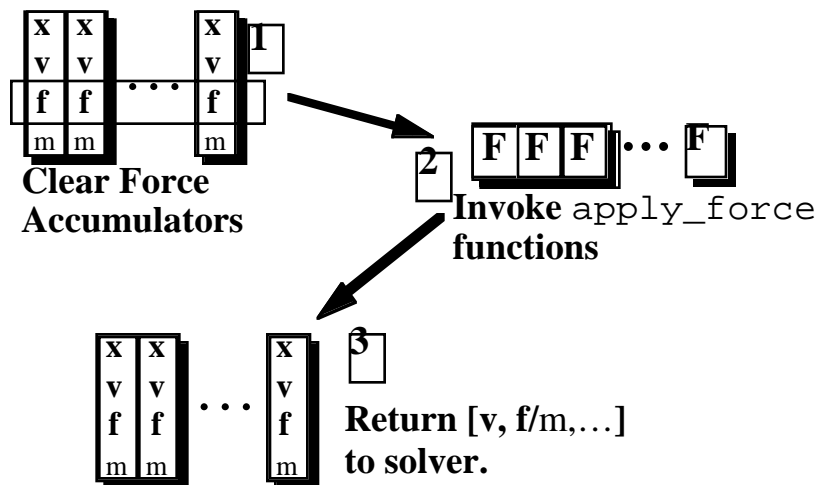 x x x 1
v v v
f f ... f
m m m
Clear Force
Accumulators
2 F F F ... F
Invoke apply_force
functions
x x x 3
v v v
f f ... f
m m m
Return [v, f/m,...]
to solver.